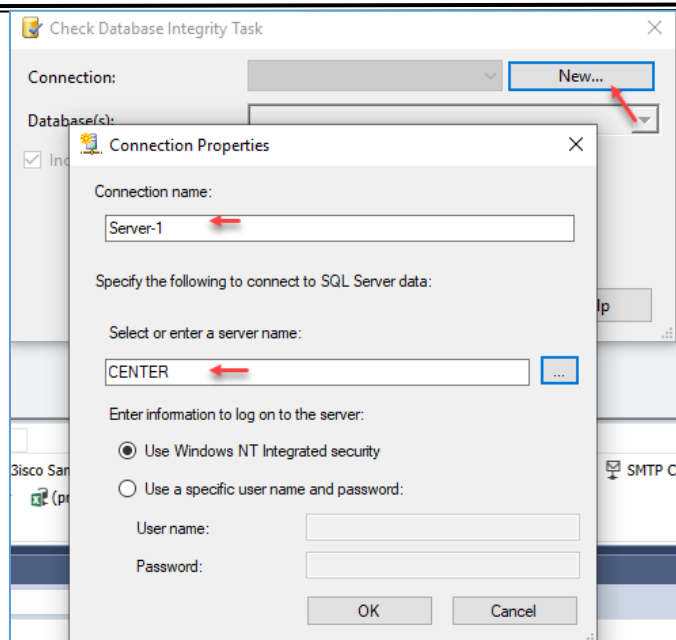 Check Database Integrity Task
Connection:
New...
Database(s):
Connection Properties
Connection name:
Server-1
Specify the following to connect to SQL Server data:
lp
Select or enter a server name:
CENTER
...
Enter information to log on to the server:
Use Windows NT Integrated security
SMTP C
Use a specific user name and password:
(pr
User name:
Password:
OK
Cancel